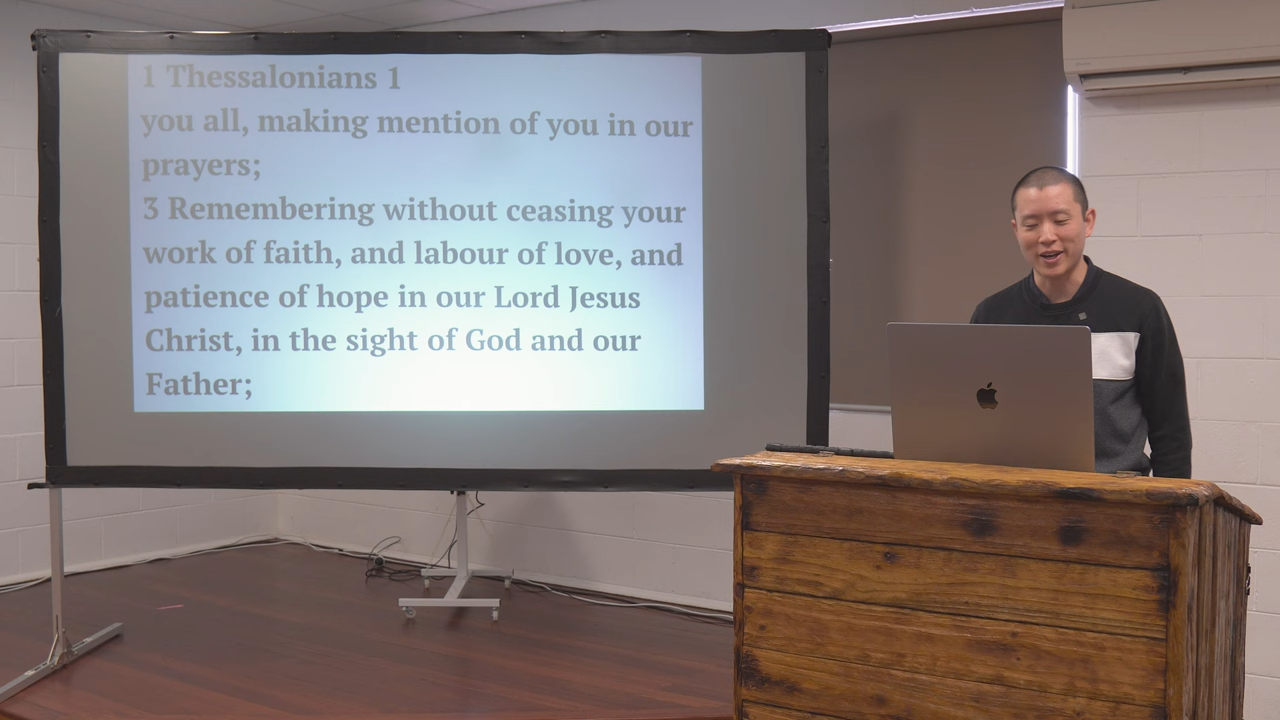 1 Thessalonians 1
you all, making mention of you in our
prayers;
3 Remembering without ceasing your
work of faith, and labour of love, and
patience of hope in our Lord Jesus
Christ, in the sight of God and our
Father;